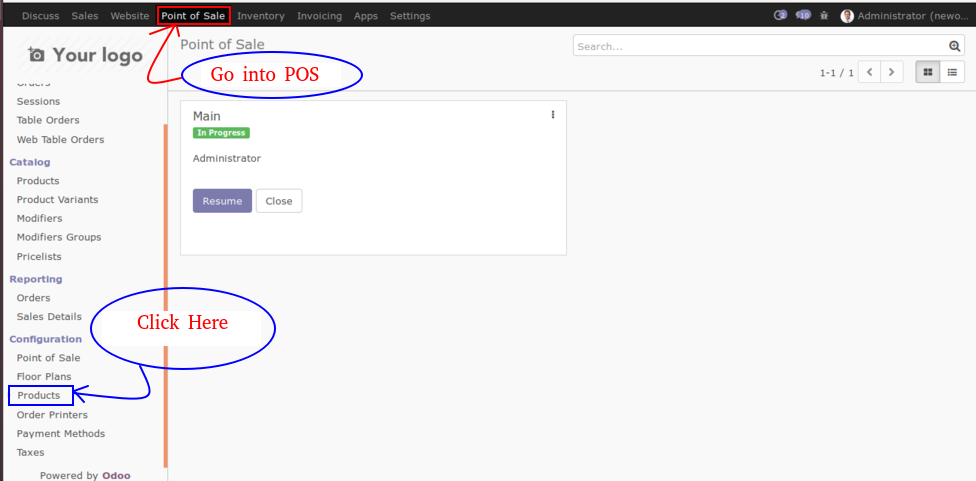 Discuss Sales Website Point of Sale Inventory Invoicing Apps Settings 2 10 Administrator (newo...
Your logo
Point of Sale
Search...
Go into POS
1-1 / 1
Orders
Sessions
Table Orders
Web Table Orders
Catalog
Products
Product Variants
Modifiers
Modifiers Groups
Pricelists
Reporting
Orders
Sales Details
Configuration
Point of Sale
Floor Plans
Products
Order Printers
Payment Methods
Taxes
Powered by Odoo
Main
In Progress
Administrator
Resume Close
Click Here